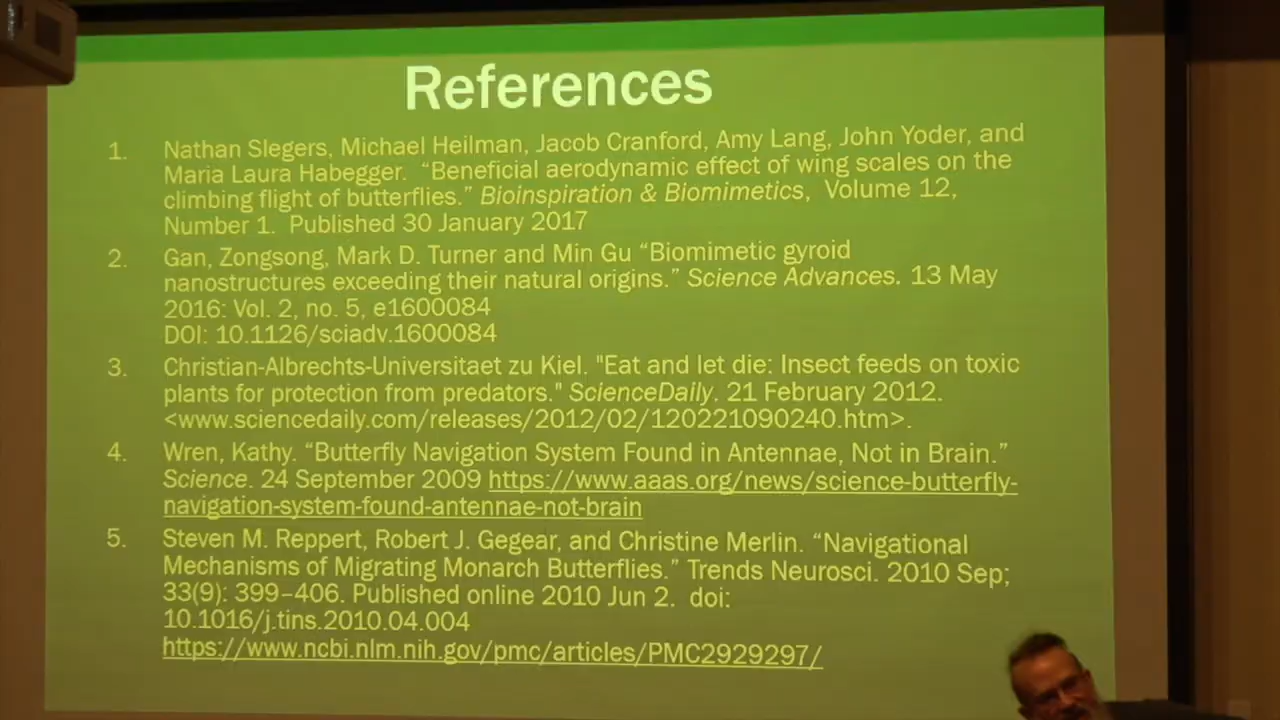 References
1. Nathan Slegers, Michael Heilman, Jacob Cranford, Amy Lang, John Yoder, and
Maria Laura Habegger. “Beneficial aerodynamic effect of wing scales on the
climbing flight of butterflies.” Bioinspiration & Biomimetics, Volume 12,
Number 1. Published 30 January 2017
2. Gan, Zongsong, Mark D. Turner and Min Gu “Biomimetic gyroid
nanostructures exceeding their natural origins.” Science Advances. 13 May
2016: Vol. 2, no. 5, e1600084
DOI: 10.1126/sciadv.1600084
3. Christian-Albrechts-Universitaet zu Kiel. "Eat and let die: Insect feeds on toxic
plants for protection from predators." ScienceDaily. 21 February 2012.
<www.sciencedaily.com/releases/2012/02/120221090240.htm>.
4. Wren, Kathy. “Butterfly Navigation System Found in Antennae, Not in Brain.”
Science. 24 September 2009 https://www.aaas.org/news/science-butterfly-
navigation-system-found-antennae-not-brain
5. Steven M. Reppert, Robert J. Gegear, and Christine Merlin. “Navigational
Mechanisms of Migrating Monarch Butterflies.” Trends Neurosci. 2010 Sep;
33(9): 399–406. Published online 2010 Jun 2. doi:
10.1016/j.tins.2010.04.004
https://www.ncbi.nlm.nih.gov/pmc/articles/PMC2929297/